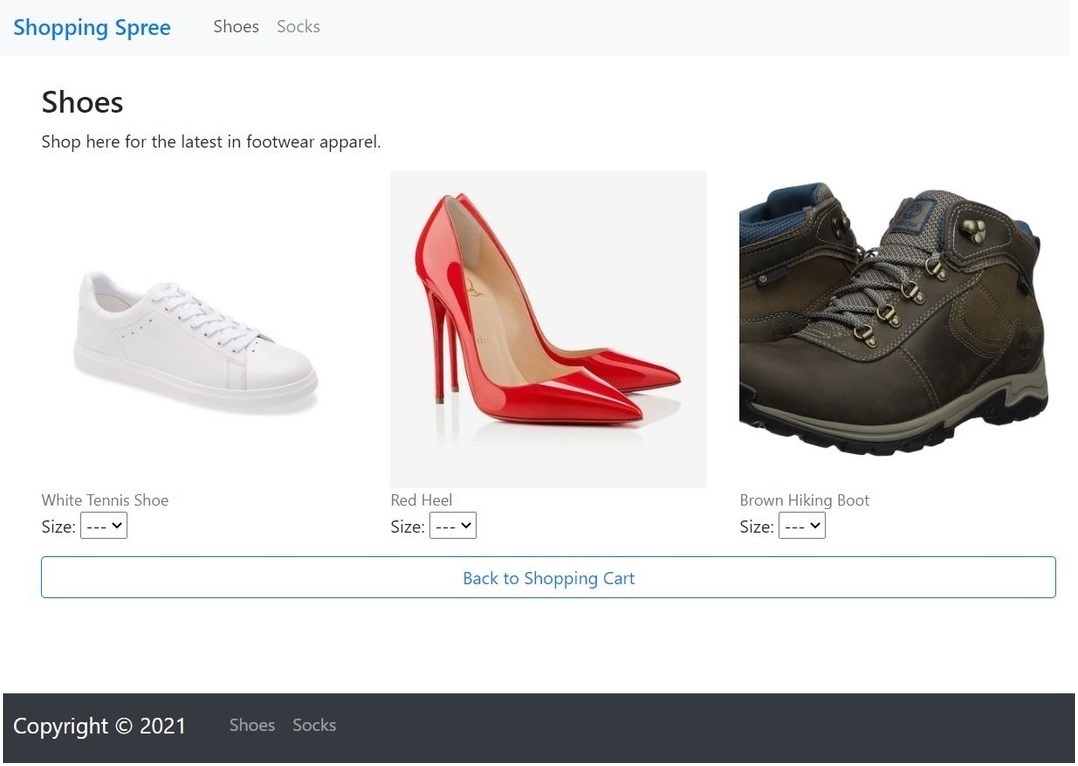 Shopping Spree Shoes Socks
Shoes
Shop here for the latest in footwear apparel.
White Tennis Shoe Red Heel Brown Hiking Boot
Size: --- Size: --- Size: ---
Back to Shopping Cart
Copyright © 2021 Shoes Socks